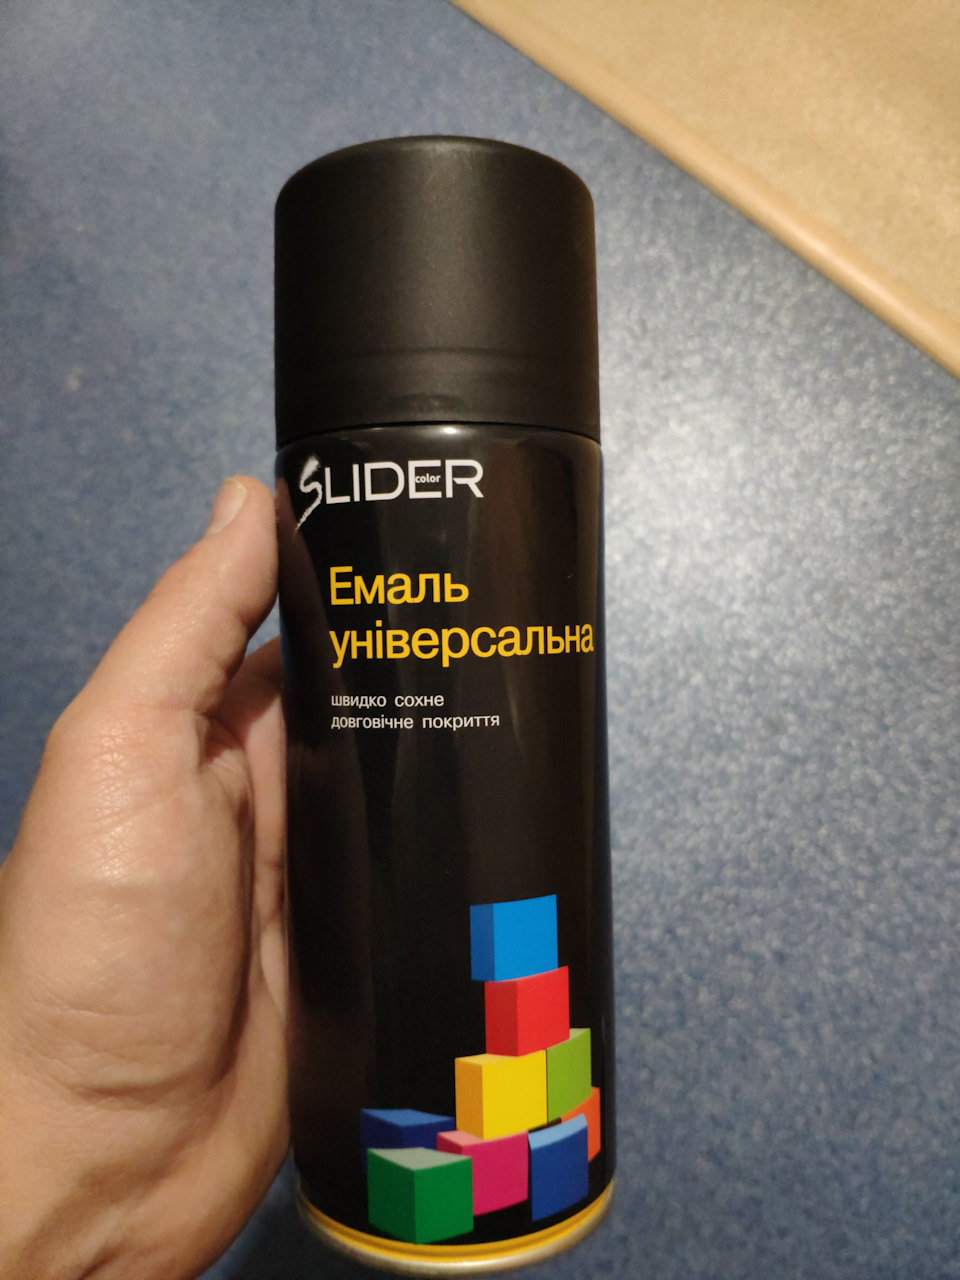 SLIDER
color
Емаль
універсальна
швидко сохне
довговічне покриття